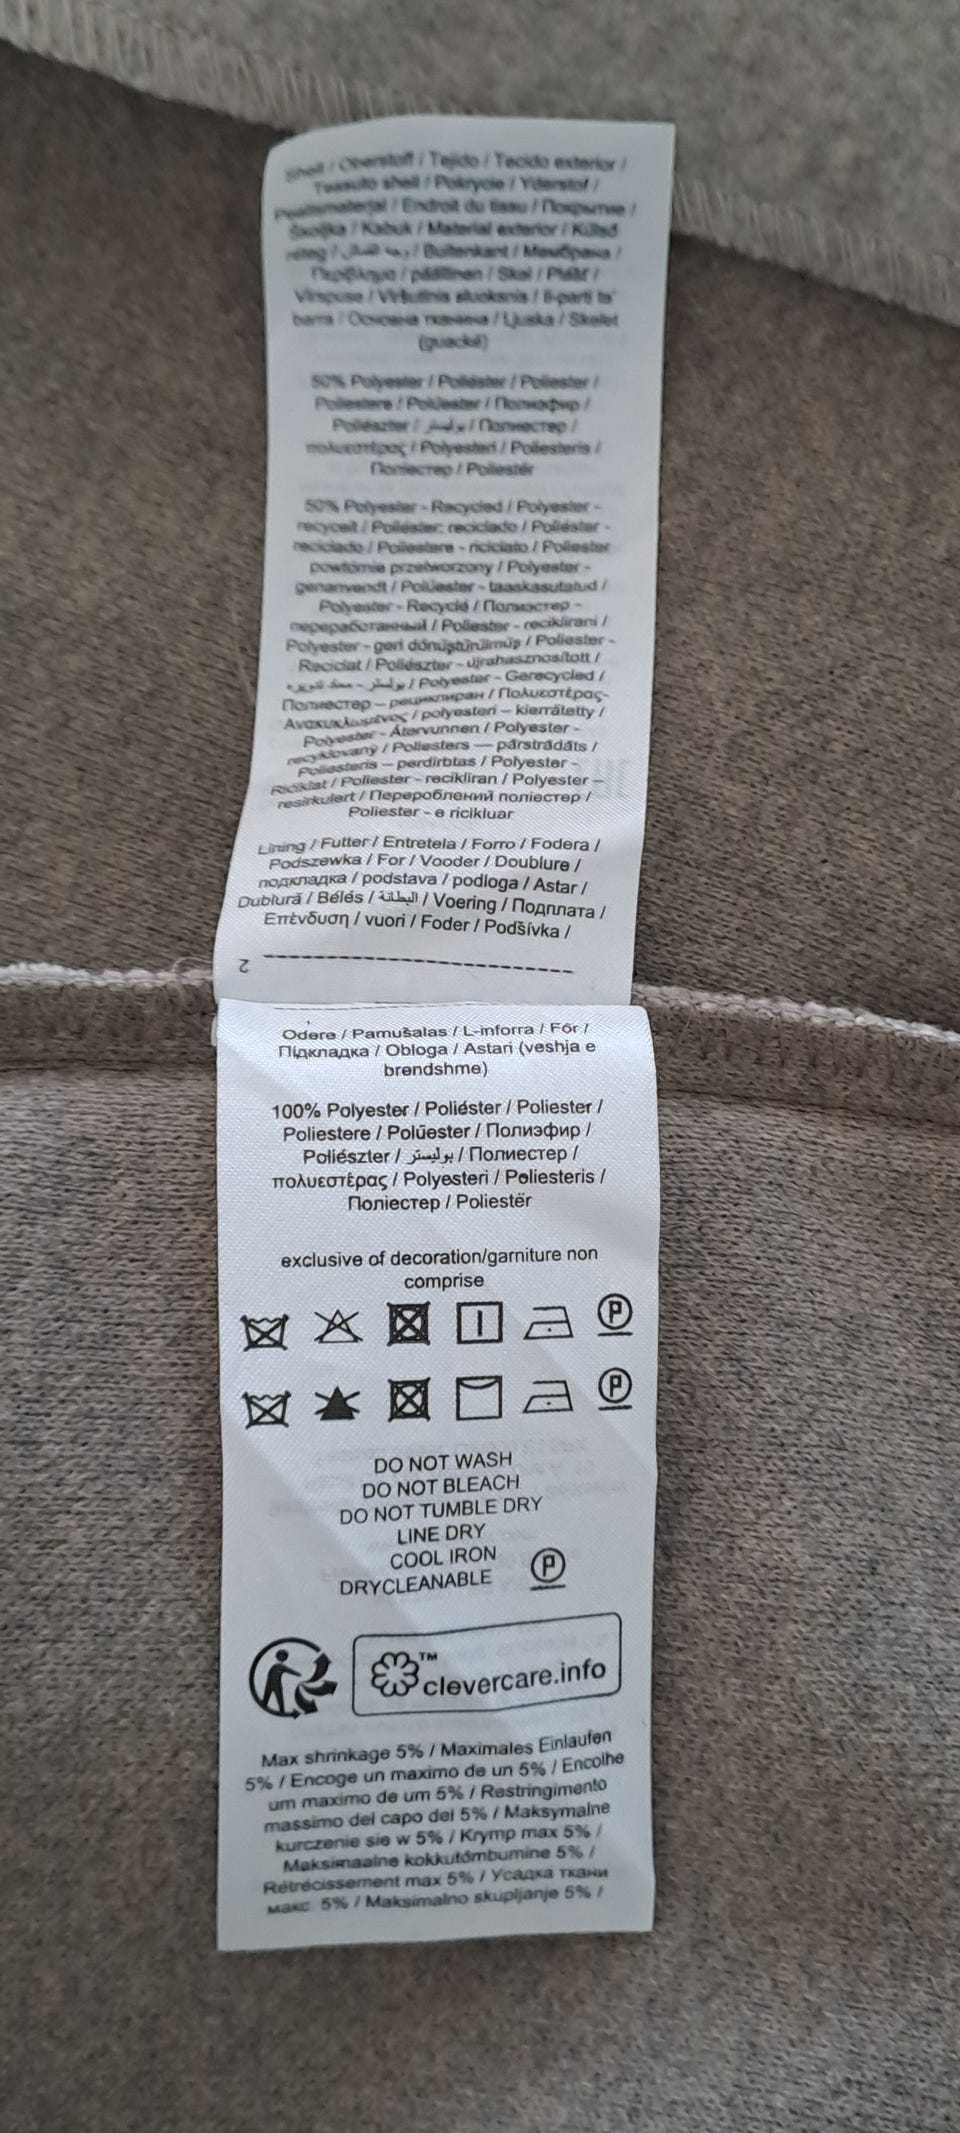 Shell / Oberstoff / Tejido / Tecido exterior /
Tessuto shell / Pokrycie / Yderstof /
Pealismaterjal / Endroit du tissu / Покрытие /
Školjka / Kabuk / Material exterior / Külső
réteg / / Buitenkant / Мембрана /
Περίβλημα / päällinen / Skal / Plášť /
Virspuse / Viršutinis sluoksnis / Il-parti ta'
barra / Основна тканина / Ljuska / Skelet
(guackë)
50% Polyester / Poliéster / Poliester /
Poliestere / Polüester / Полиэфир /
Poliészter / بوليستر / Полиестер /
πολυεστέρας / Polyesteri / Poliesteris /
Поліестер / Poliestër
50% Polyester - Recycled / Polyester -
recycelt / Poliéster: reciclado / Poliéster -
reciclado / Poliestere - riciclato / Poliester
powtórnie przetworzony / Polyester -
genanvendt / Polüester - taaskasutatud /
Polyester - Recyclé / Полиэстер -
переработанный / Poliester - reciklirani /
Polyester - geri dönüştürülmüş / Poliester -
Reciclat / Poliészter - újrahasznosított /
بوليستر - معاد تدويره / Polyester - Gerecycled /
Полиестер – рециклиран / Πολυεστέρας-
Ανακυκλωμένος / polyesteri – kierrätetty /
Polyester - Återvunnen / Polyester -
recyklovaný / Poliesters — pārstrādāts /
Poliesteris – perdirbtas / Polyester -
Riċiklat / Poliester - recikliran / Polyester –
resirkulert / Перероблений поліестер /
Poliester - e ricikluar
Lining / Futter / Entretela / Forro / Fodera /
Podszewka / For / Vooder / Doublure /
подкладка / podstava / podloga / Astar /
Dublură / Bélés / البطانة / Voering / Подплата /
Επένδυση / vuori / Foder / Podšívka /
2
Odere / Pamušalas / L-inforra / Fór /
Підкладка / Obloga / Astari (veshja e
brendshme)
100% Polyester / Poliéster / Poliester /
Poliestere / Polüester / Полиэфир /
Poliészter / بوليستر / Полиестер /
πολυεστέρας / Polyesteri / Poliesteris /
Поліестер / Poliestër
exclusive of decoration/garniture non
comprise
P
P
DO NOT WASH
DO NOT BLEACH
DO NOT TUMBLE DRY
LINE DRY
COOL IRON
DRYCLEANABLE P
™
clevercare.info
Max shrinkage 5% / Maximales Einlaufen
5% / Encoge un maximo de un 5% / Encolhe
um maximo de um 5% / Restringimento
massimo del capo del 5% / Maksymalne
kurczenie sie w 5% / Krymp max 5% /
Maksimaalne kokkutõmbumine 5% /
Rétrécissement max 5% / Усадка ткани
макс. 5% / Maksimalno skupljanje 5% /